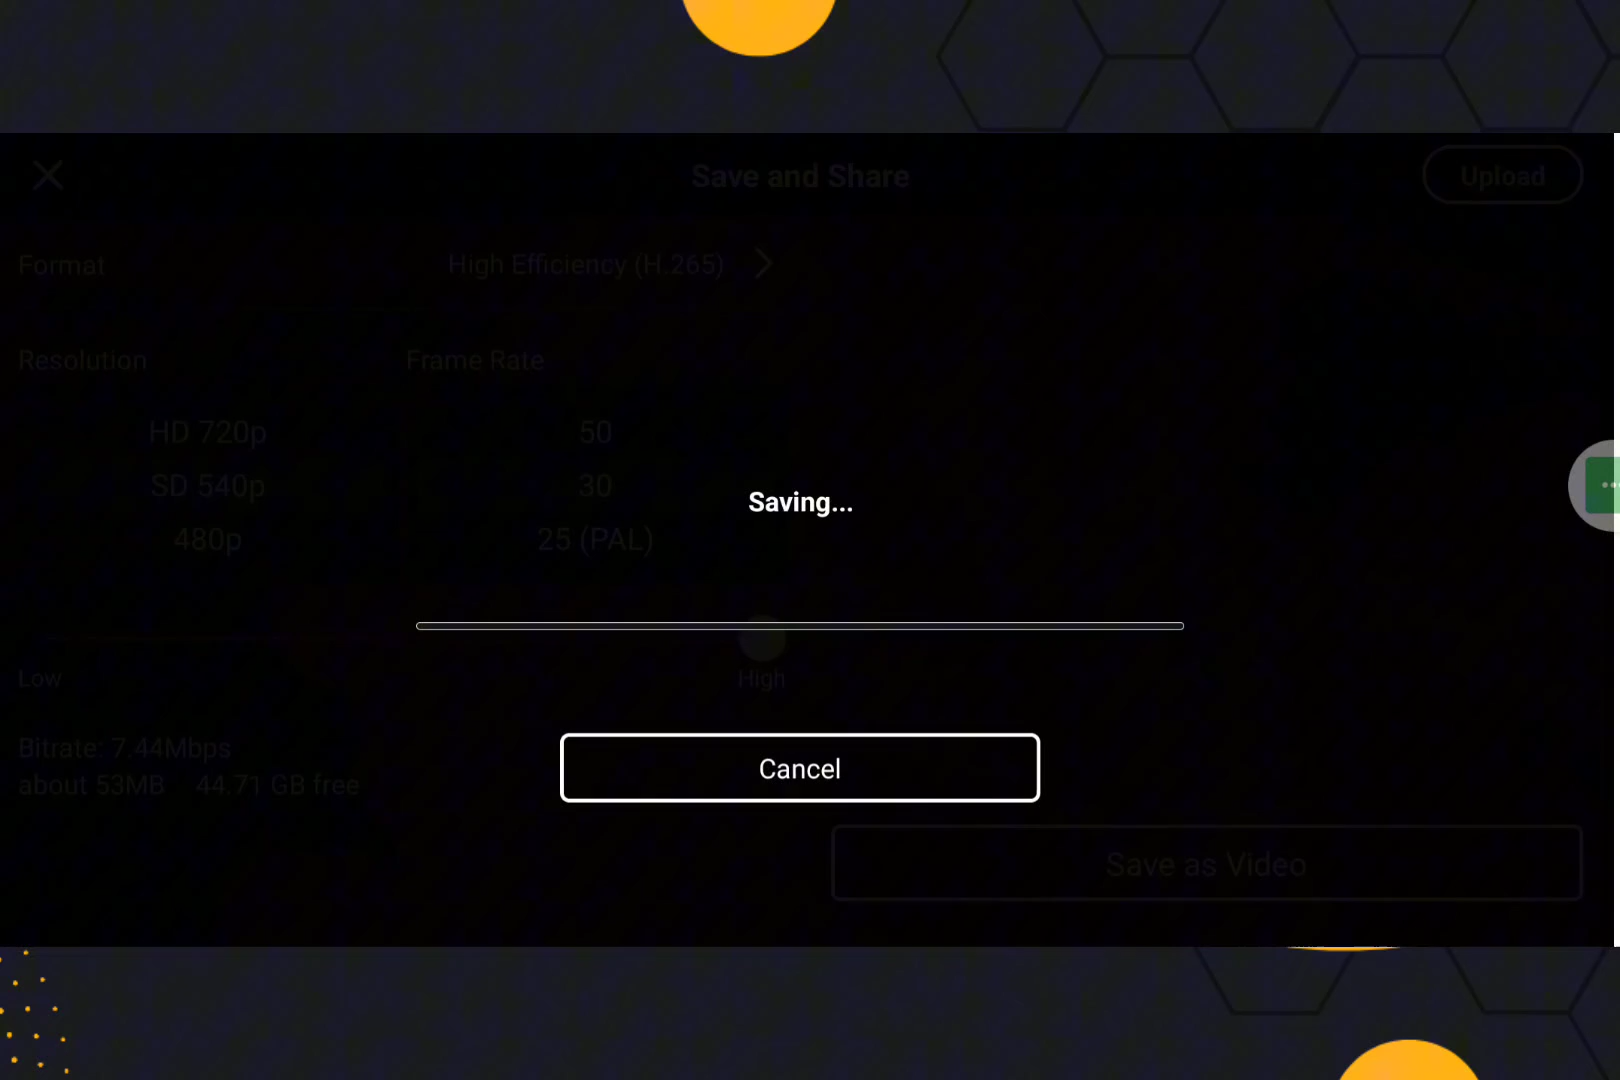 Save and Share
Upload
Format
High Efficiency (H.265)
Resolution
Frame Rate
HD 720p
50
SD 540p
30
Saving...
480p
25 (PAL)
Low
High
Bitrate: 7.44Mbps
about 53MB 44.71 GB free
Cancel
Save as Video